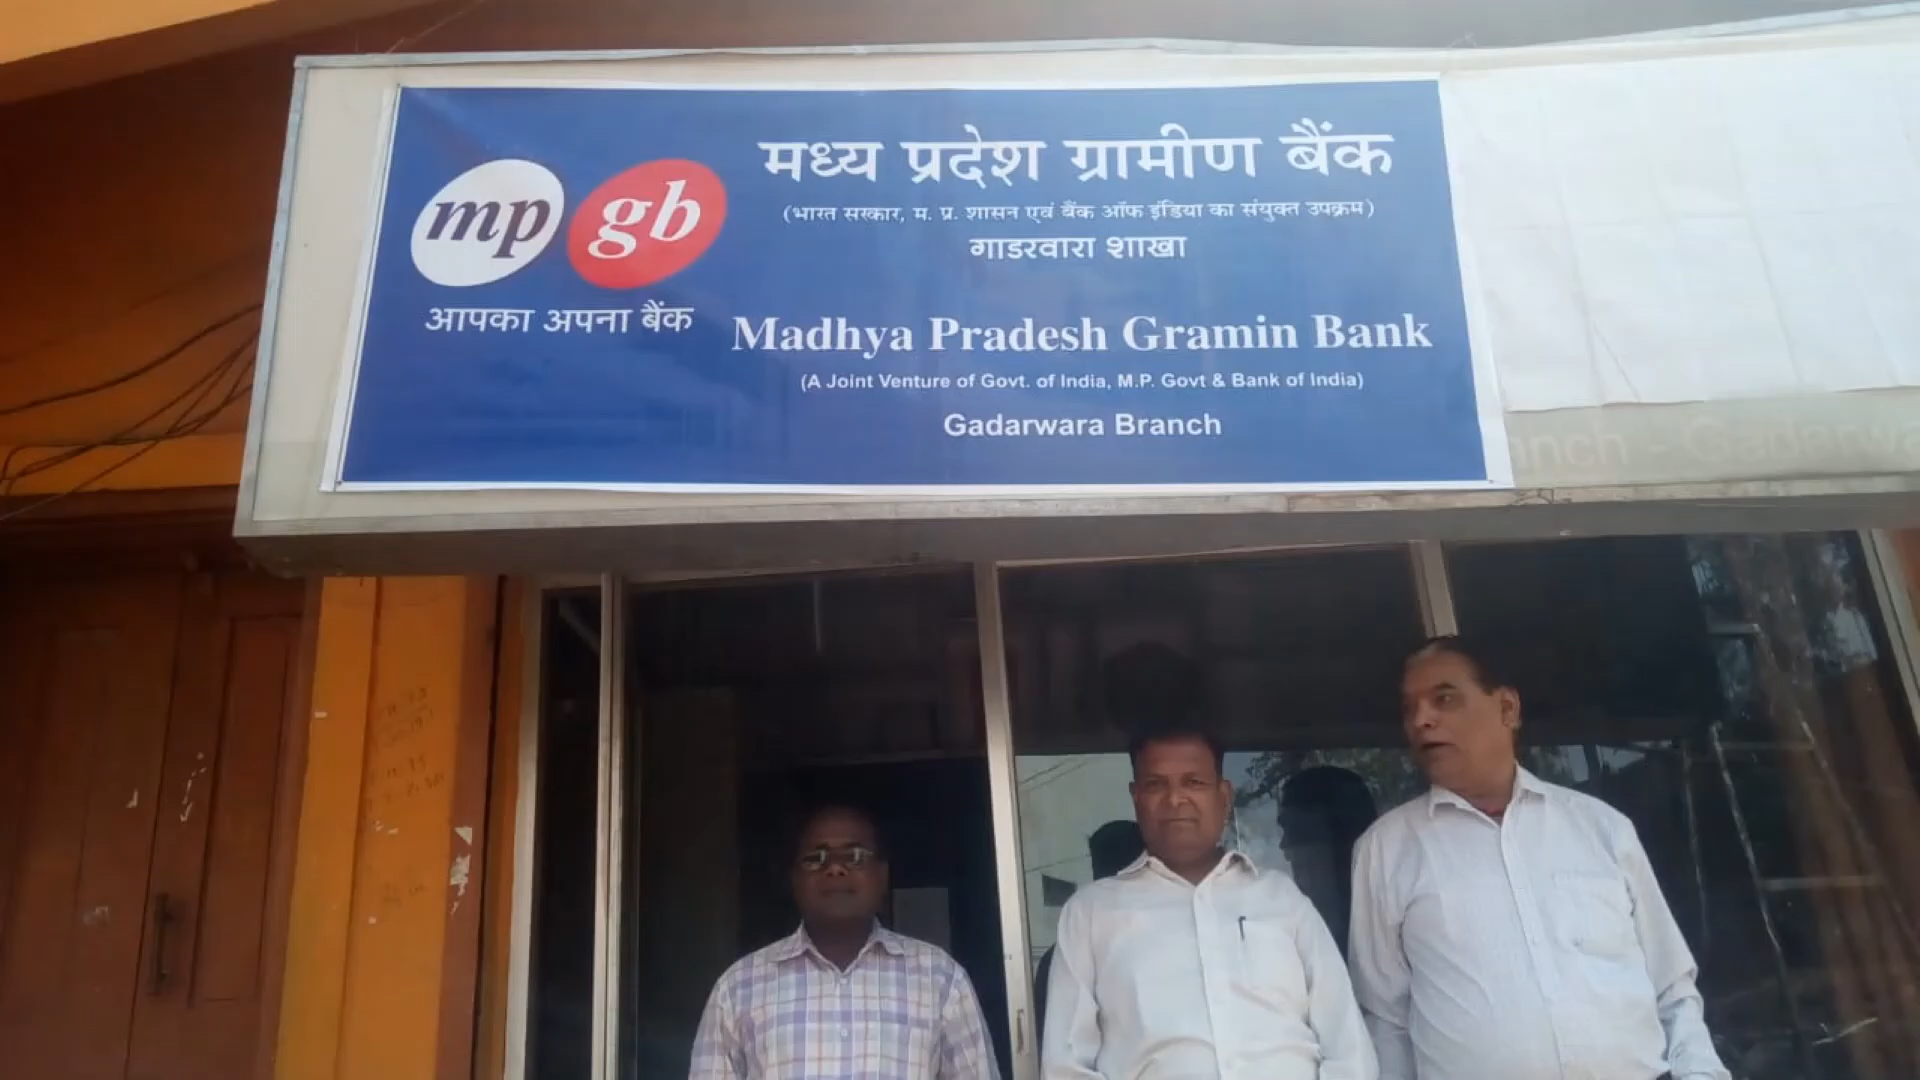 mp gb
आपका अपना बैंक
मध्य प्रदेश ग्रामीण बैंक
(भारत सरकार, म. प्र. शासन एवं बैंक ऑफ इंडिया का संयुक्त उपक्रम)
गाडरवारा शाखा
Madhya Pradesh Gramin Bank
(A Joint Venture of Govt. of India, M.P. Govt & Bank of India)
Gadarwara Branch